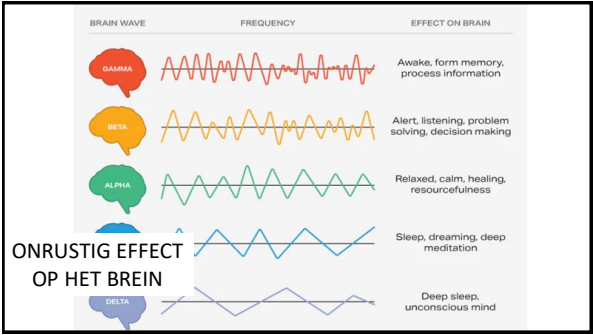 BRAIN WAVE FREQUENCY EFFECT ON BRAIN
GAMMA
Awake, form memory,
process information
BETA
Alert, listening, problem
solving, decision making
ALPHA
Relaxed, calm, healing,
resourcefulness
Sleep, dreaming, deep
meditation
ONRUSTIG EFFECT
OP HET BREIN
DELTA
Deep sleep,
unconscious mind